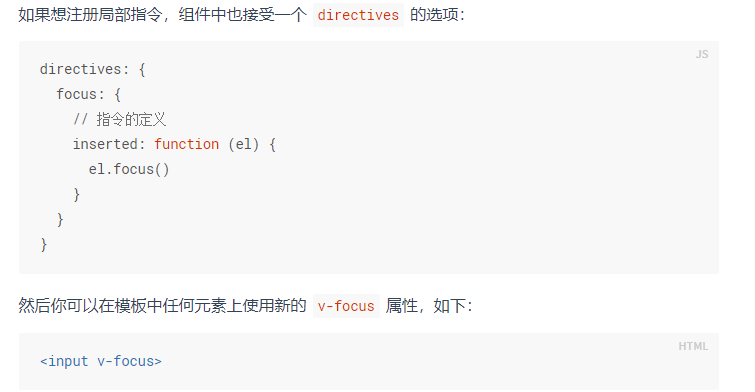 如果想注册局部指令，组件中也接受一个 directives 的选项：
JS
directives: {
  focus: {
    // 指令的定义
    inserted: function (el) {
      el.focus()
    }
  }
}
然后你可以在模板中任何元素上使用新的 v-focus 属性，如下：
HTML
<input v-focus>